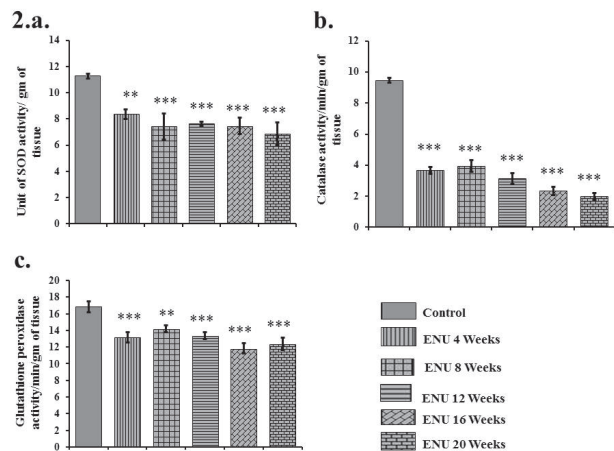 2.a.
Unit of SOD activity/ gm of
tissue
14
12
10
8
6
4
2
0
**
***
***
***
***
b.
Catalase activity/min/gm of
tissue
12
10
8
6
4
2
0
***
***
***
***
***
c.
Glutathione peroxidase
activity/min/gm of tissue
20
18
16
14
12
10
8
6
4
2
0
***
**
***
***
***
Control
ENU 4 Weeks
ENU 8 Weeks
ENU 12 Weeks
ENU 16 Weeks
ENU 20 Weeks